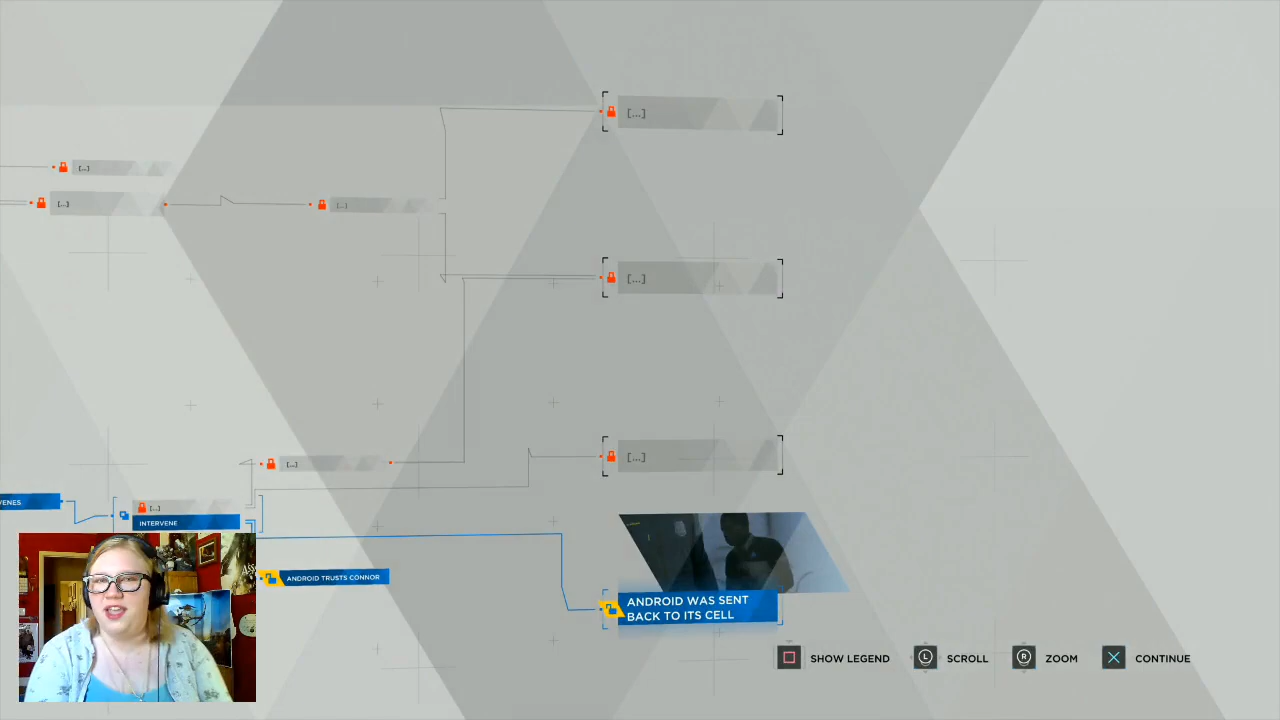 [...]
[...]
[...]
[...]
[...]
[...]
[...]
[...]
VENES
INTERVENE
ANDROID TRUSTS CONNOR
ANDROID WAS SENT
BACK TO ITS CELL
SHOW LEGEND
L
SCROLL
R
ZOOM
CONTINUE